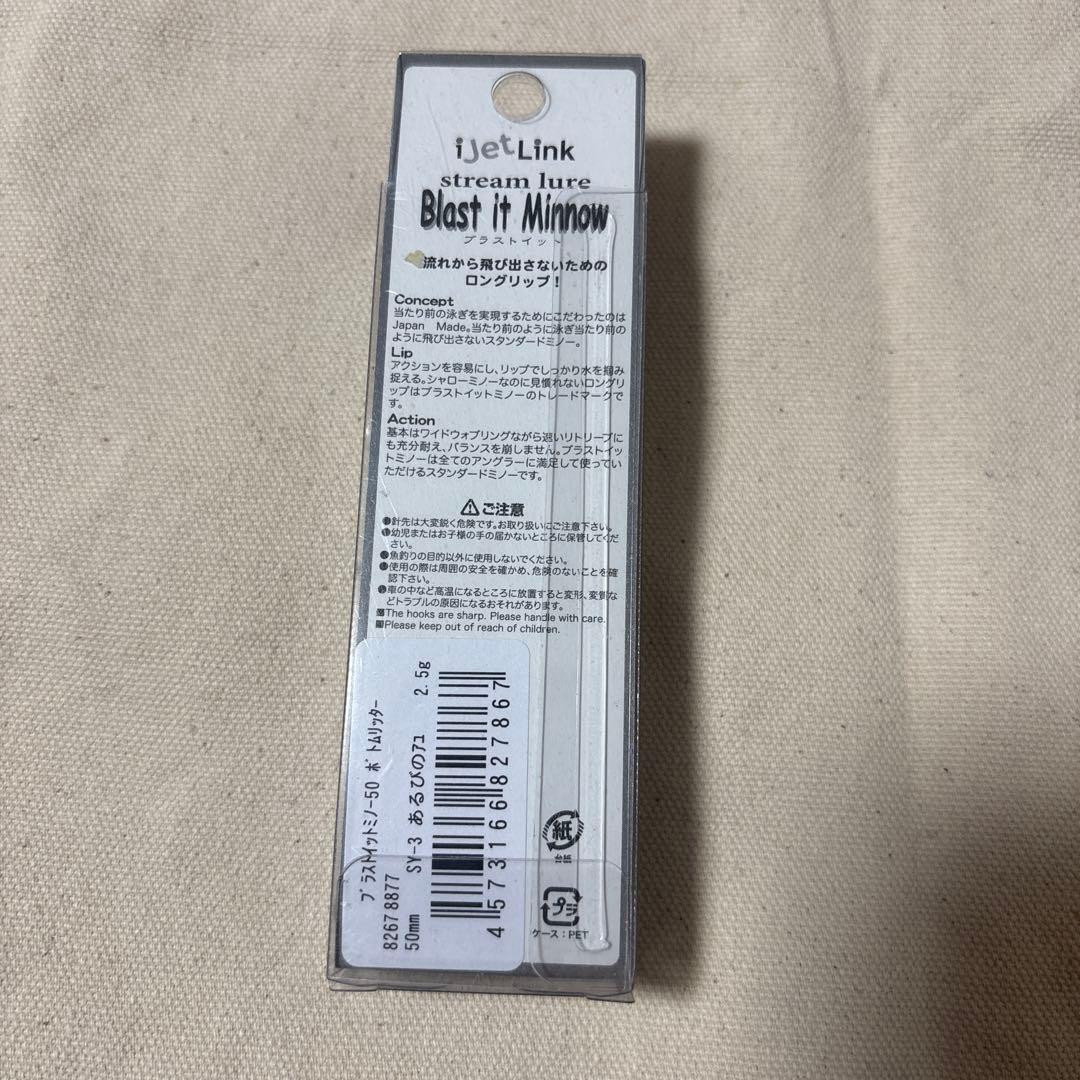 iJetLink
stream lure
Blast it Minnow
ブラストイット
流れから飛び出さないための
ロングリップ!
Concept
当たり前の泳ぎを実現するためにこだわったのは
Japan Made。当たり前のように泳ぎ当たり前の
ように飛び出さないスタンダードミノー。
Lip
アクションを容易にし、リップでしっかり水を掴み
捉える。シャローミノーなのに見慣れないロングリ
ップはブラストイットミノーのトレードマークで
す。
Action
基本はワイドウォブリングながら速いリトリーブに
も充分耐え、バランスを崩しません。ブラストイッ
トミノーは全てのアングラーに満足して使ってい
ただけるスタンダードミノーです。
⚠ご注意
●針先は大変鋭く危険です。お取り扱いにご注意下さい。
●幼児またはお子様の手の届かないところに保管してくだ
さい。
●魚釣りの目的以外に使用しないでください。
●使用の際は周囲の安全を確かめ、危険のないことを確
認下さい。
●車の中など高温になるところに放置すると変形、変質な
どトラブルの原因になるおそれがあります。
■The hooks are sharp. Please handle with care.
■Please keep out of reach of children.
ブラストイットミノー50 ボトムリッター
8267 8877
50mm SY-3 あるびのアユ 2.5g
4573166827867
紙
台紙
プラ
ケース:PET